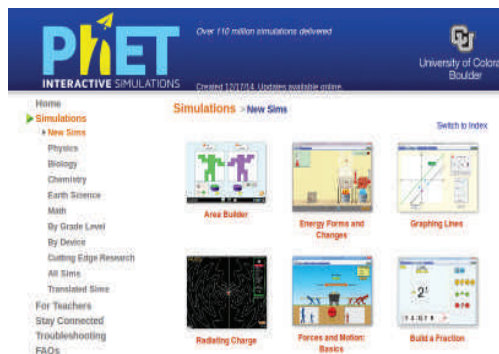 PhET
INTERACTIVE SIMULATIONS
Over 110 million simulations delivered
Created 12/17/14. Updates available online.
University of Colora
Boulder
Home
Simulations
New Sims
Physics
Biology
Chemistry
Earth Science
Math
By Grade Level
By Device
Cutting Edge Research
All Sims
Translated Sims
For Teachers
Stay Connected
Troubleshooting
FAQs
Simulations > New Sims
Switch to Index
Area Builder
Energy Forms and
Changes
Graphing Lines
Radiating Charge
Forces and Motion:
Basics
Build a Fraction